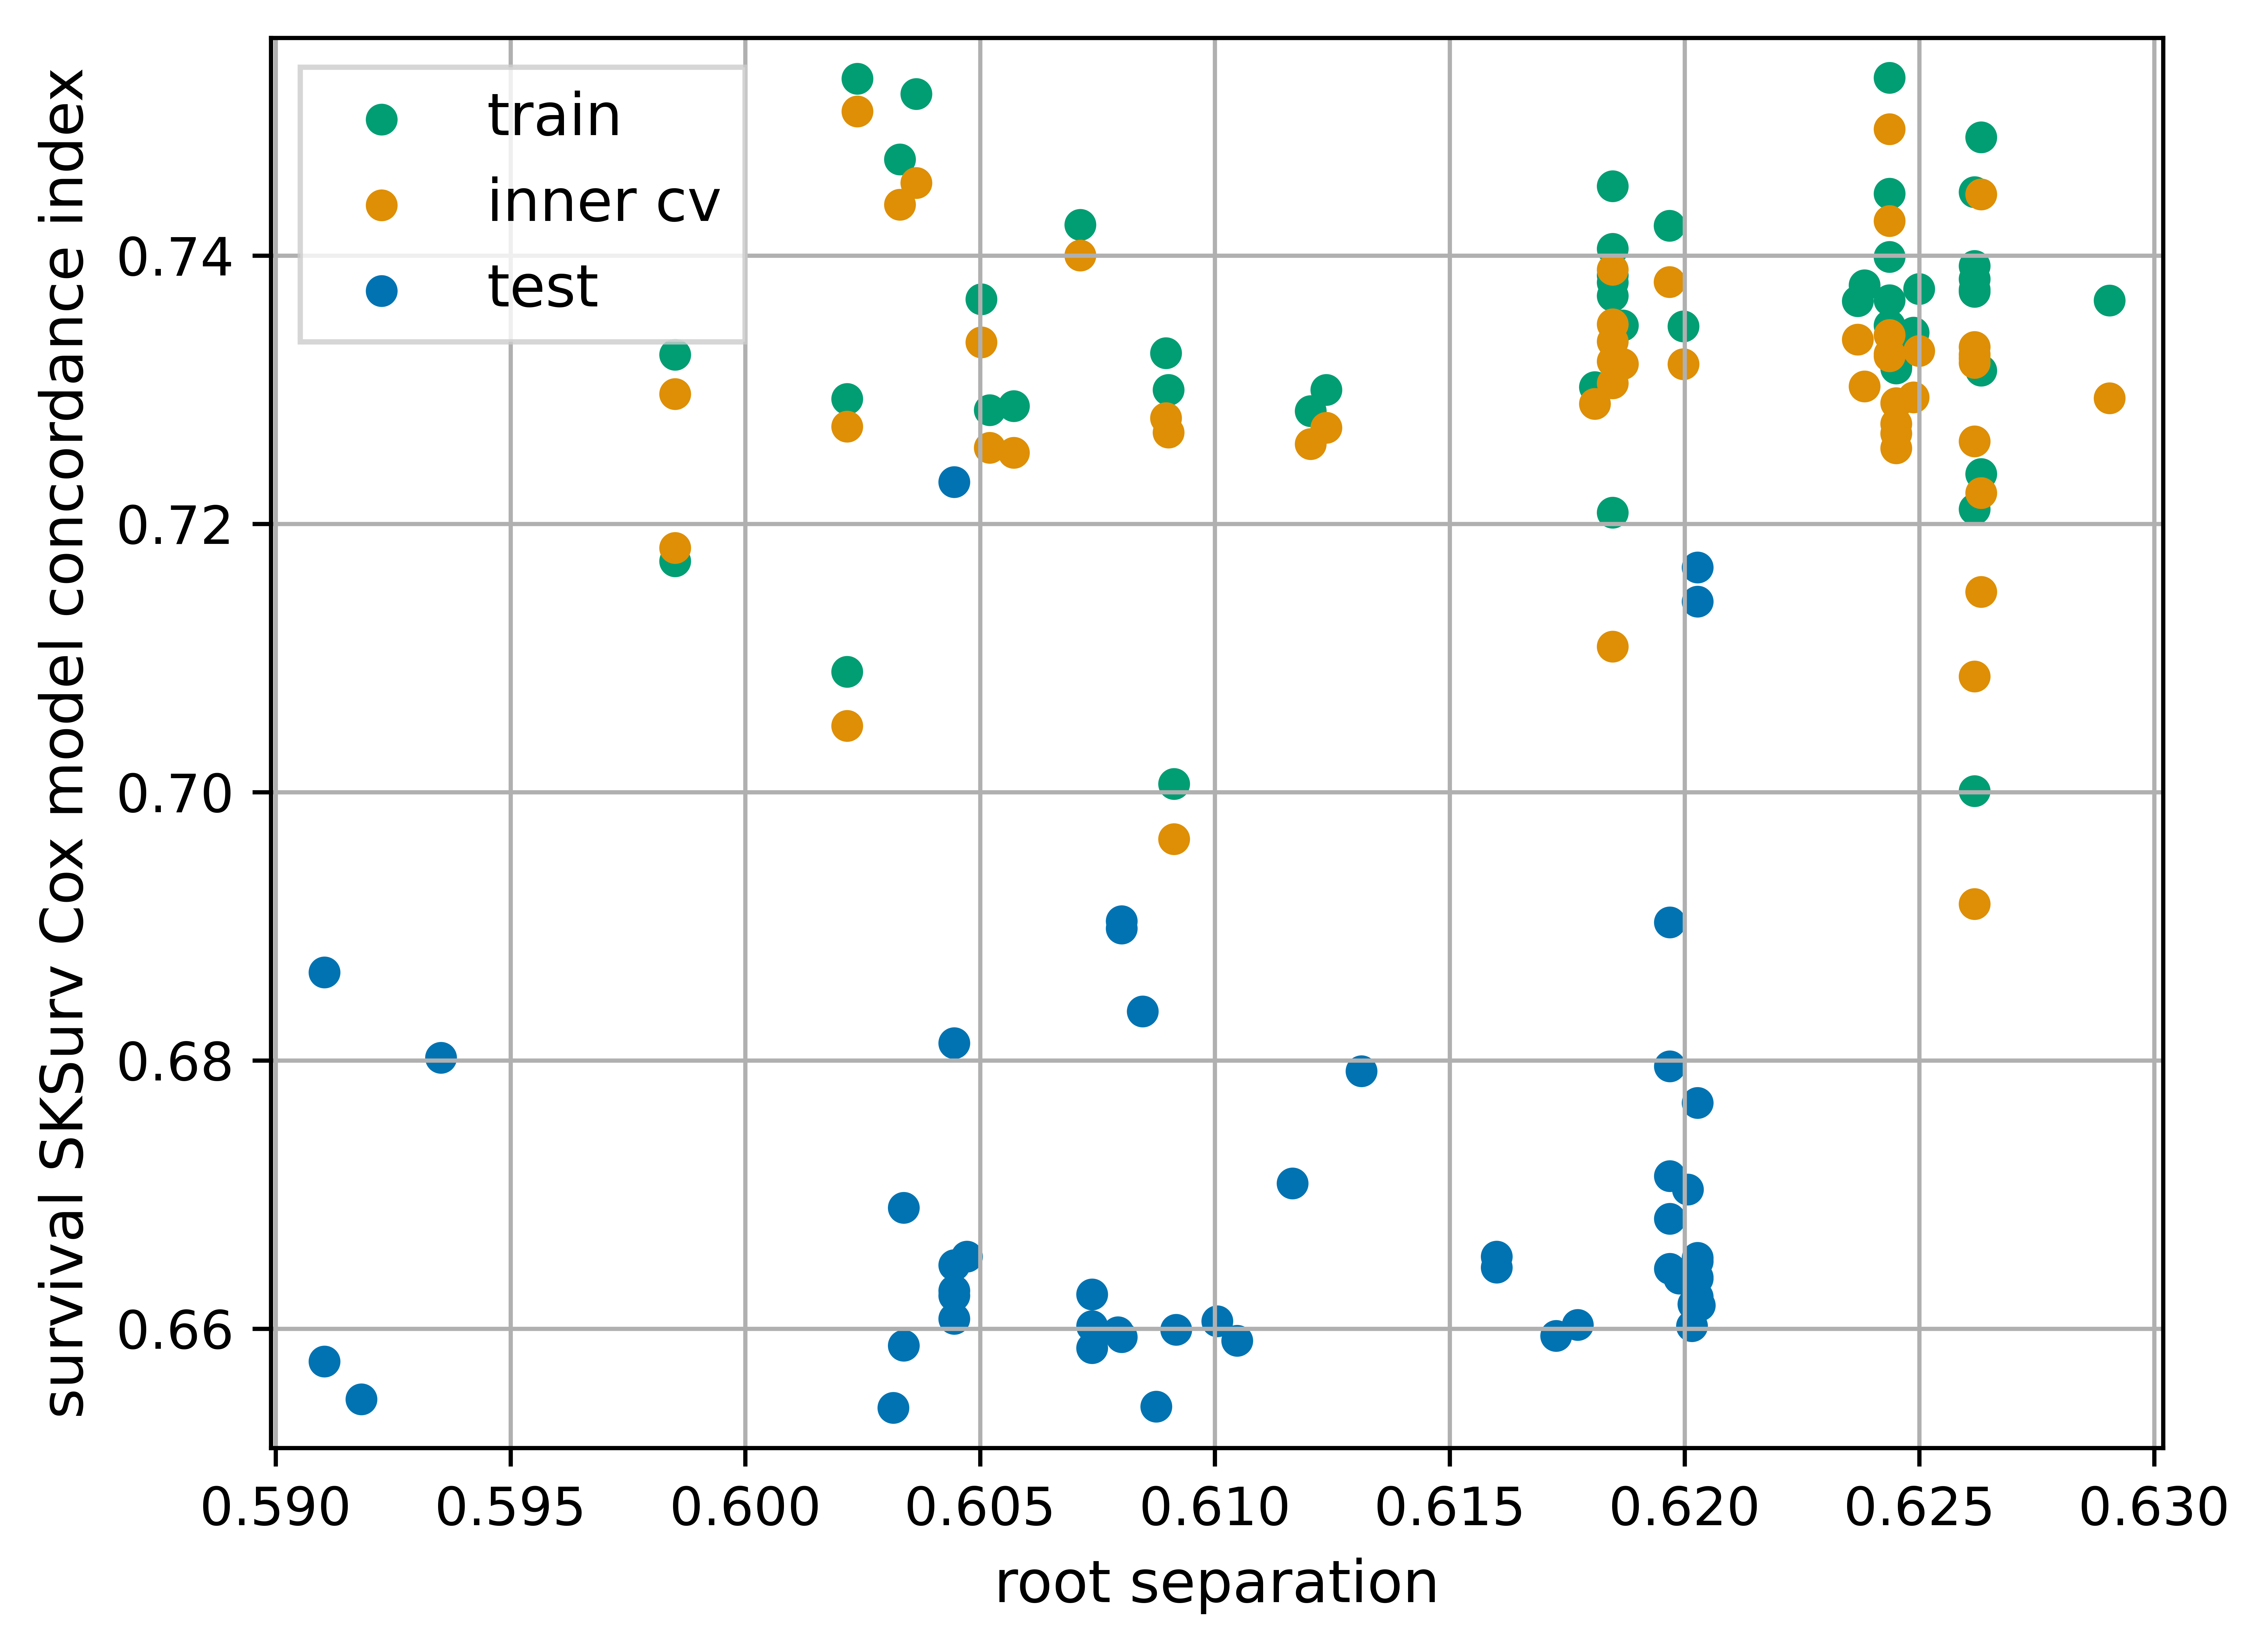 train
inner cv
test
survival SKSurv Cox model concordance index
0.74
0.72
0.70
0.68
0.66
0.590 0.595 0.600 0.605 0.610 0.615 0.620 0.625 0.630
root separation